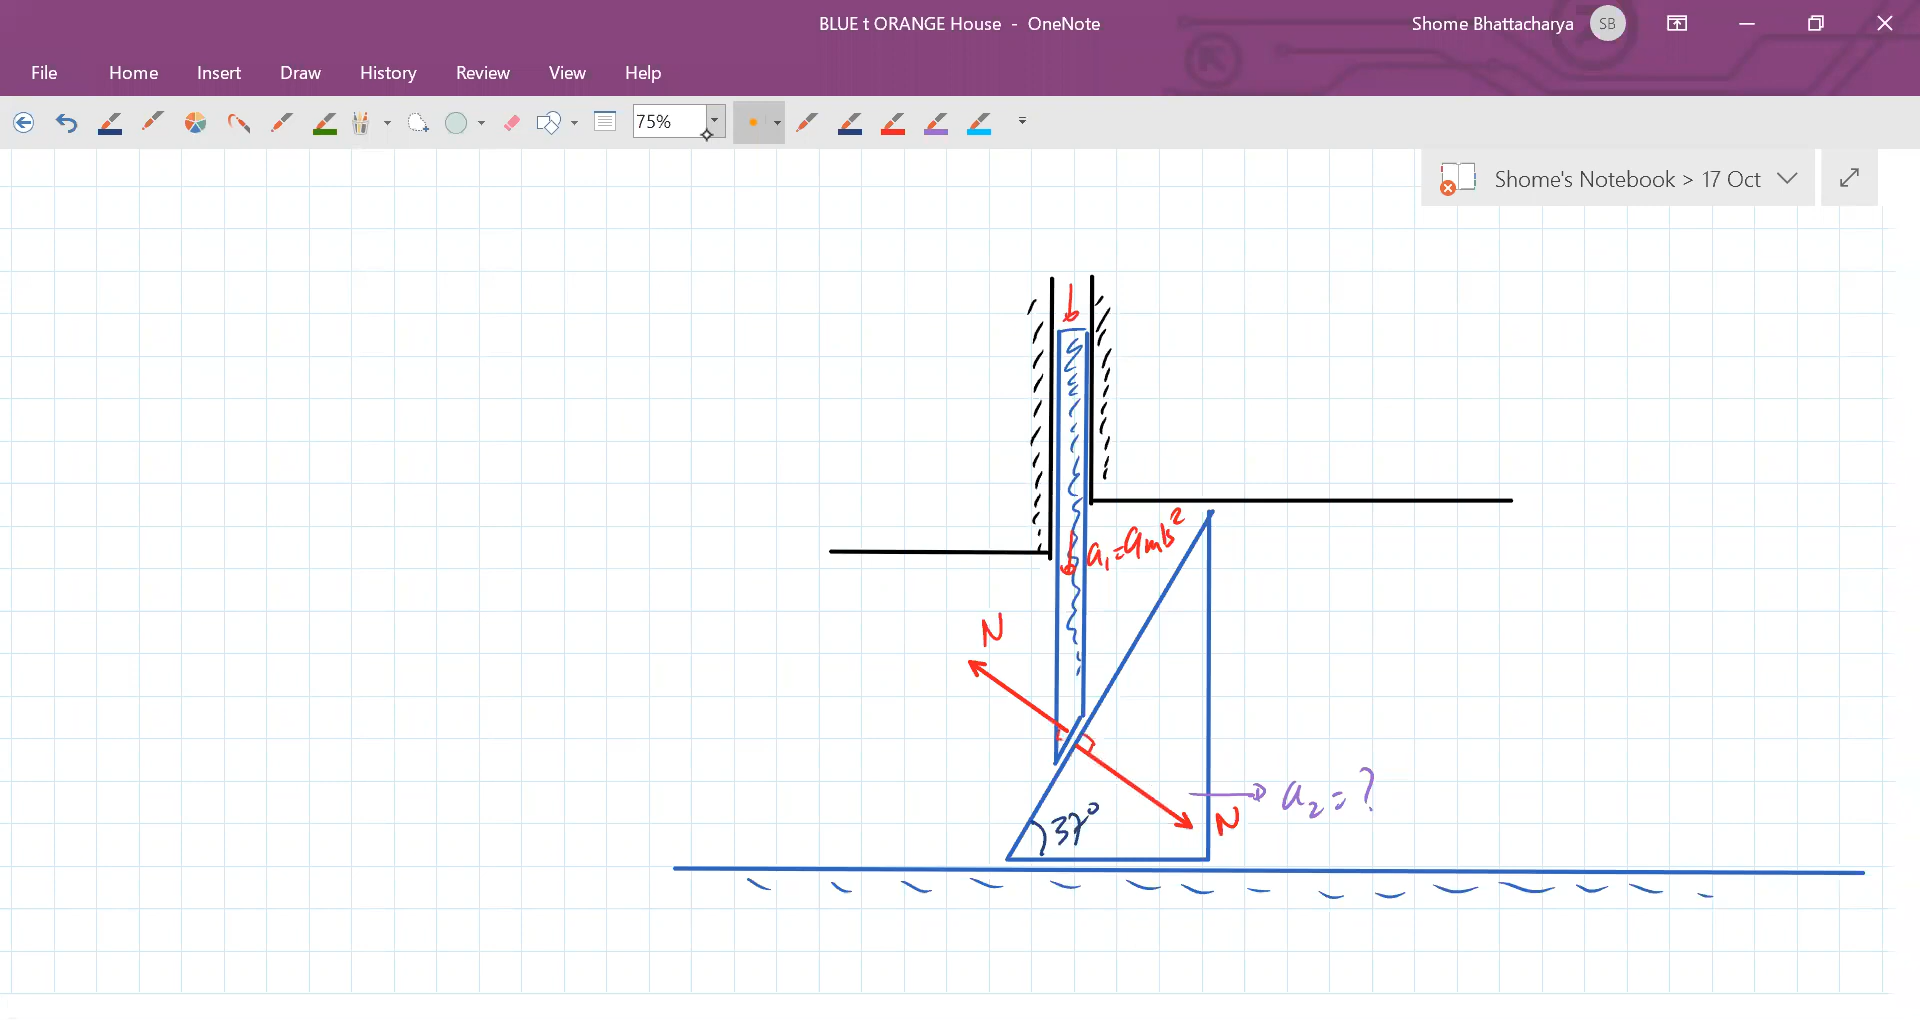 BLUE t ORANGE House - OneNote
Shome Bhattacharya
SB
File Home Insert Draw History Review View Help
75%
Shome's Notebook > 17 Oct
a₁=9m/s²
N
a₂=?
N
37°